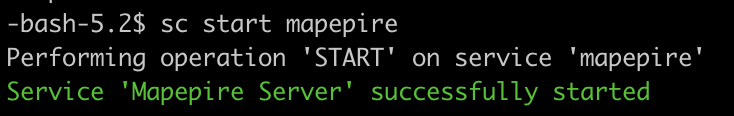 -bash-5.2$ sc start mapepire
Performing operation 'START' on service 'mapepire'
Service 'Mapepire Server' successfully started